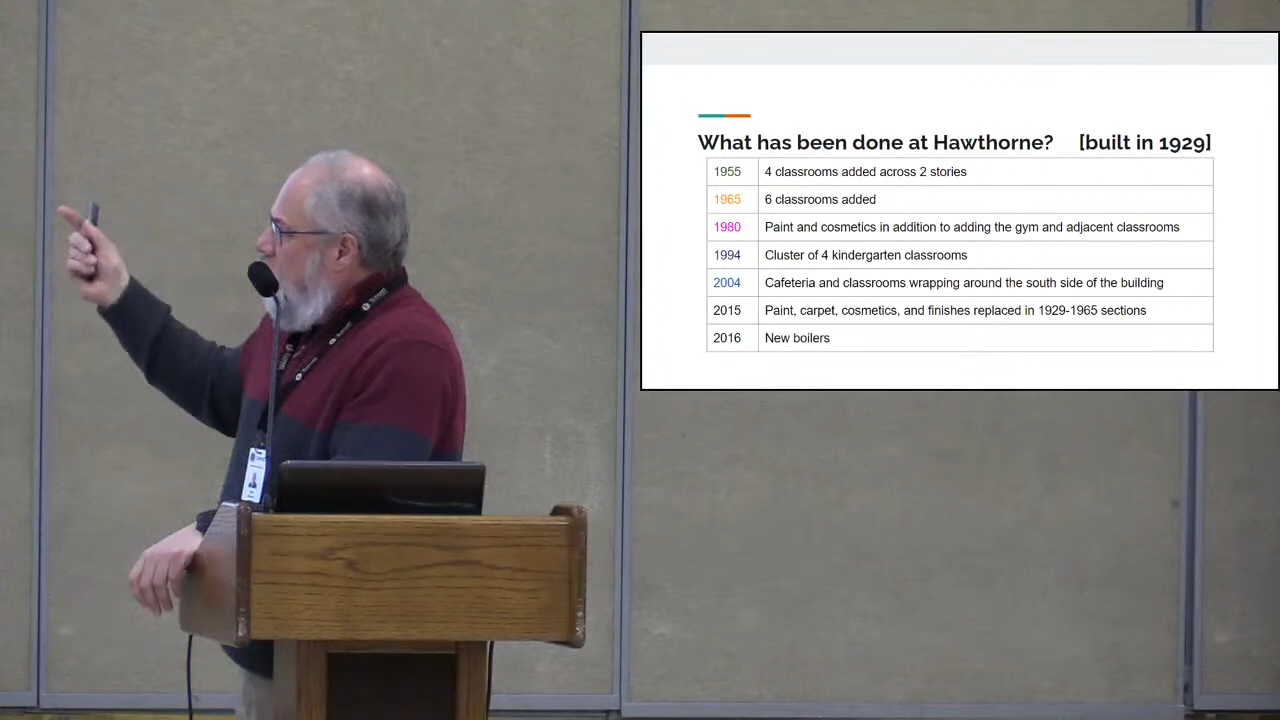 What has been done at Hawthorne? [built in 1929]
1955 4 classrooms added across 2 stories
1965 6 classrooms added
1980 Paint and cosmetics in addition to adding the gym and adjacent classrooms
1994 Cluster of 4 kindergarten classrooms
2004 Cafeteria and classrooms wrapping around the south side of the building
2015 Paint, carpet, cosmetics, and finishes replaced in 1929-1965 sections
2016 New boilers